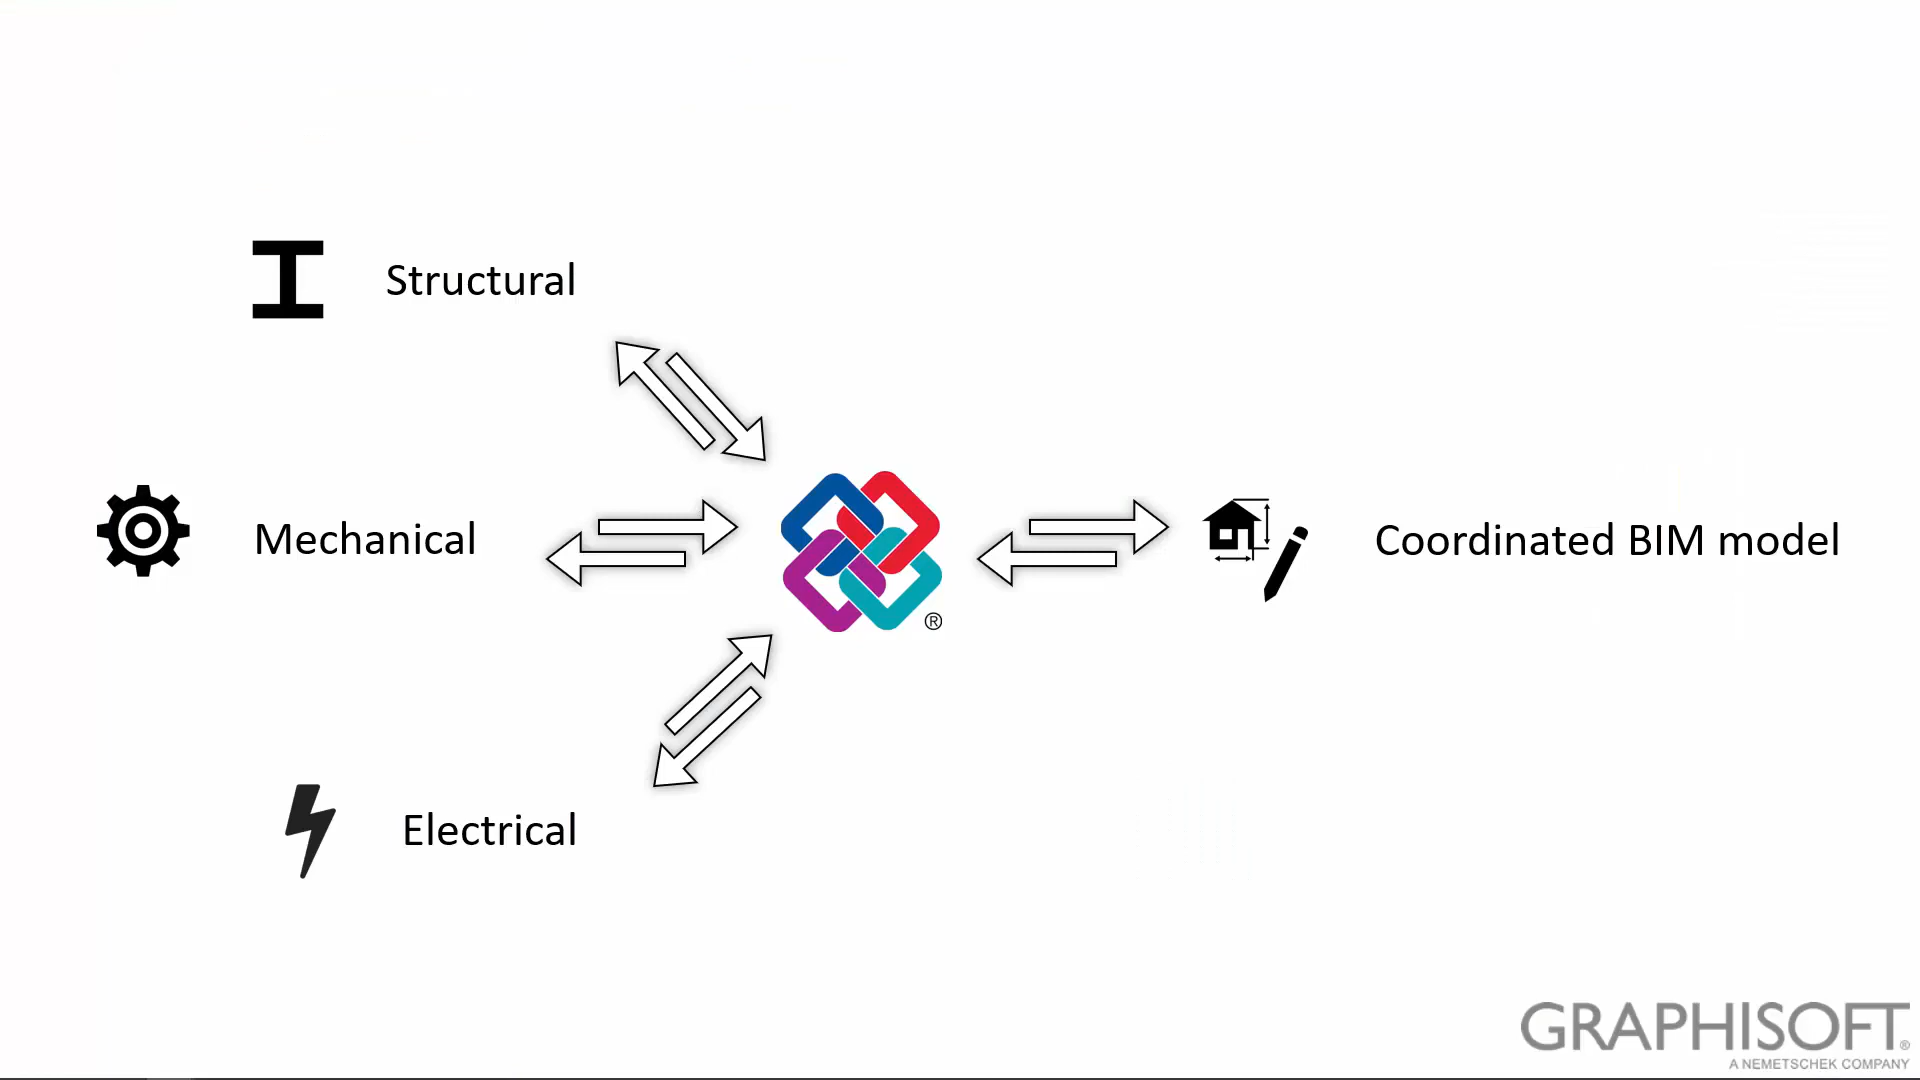 Structural
Mechanical
Coordinated BIM model
®
Electrical
GRAPHISOFT®
A NEMETSCHEK COMPANY